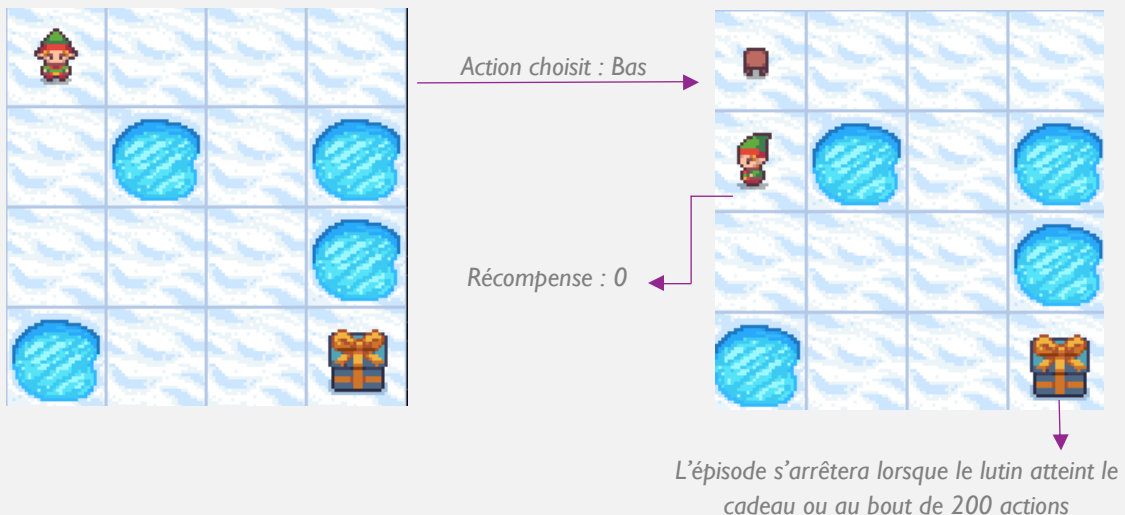 Action choisit : Bas
Récompense : 0
L'épisode s'arrêtera lorsque le lutin atteint le
cadeau ou au bout de 200 actions